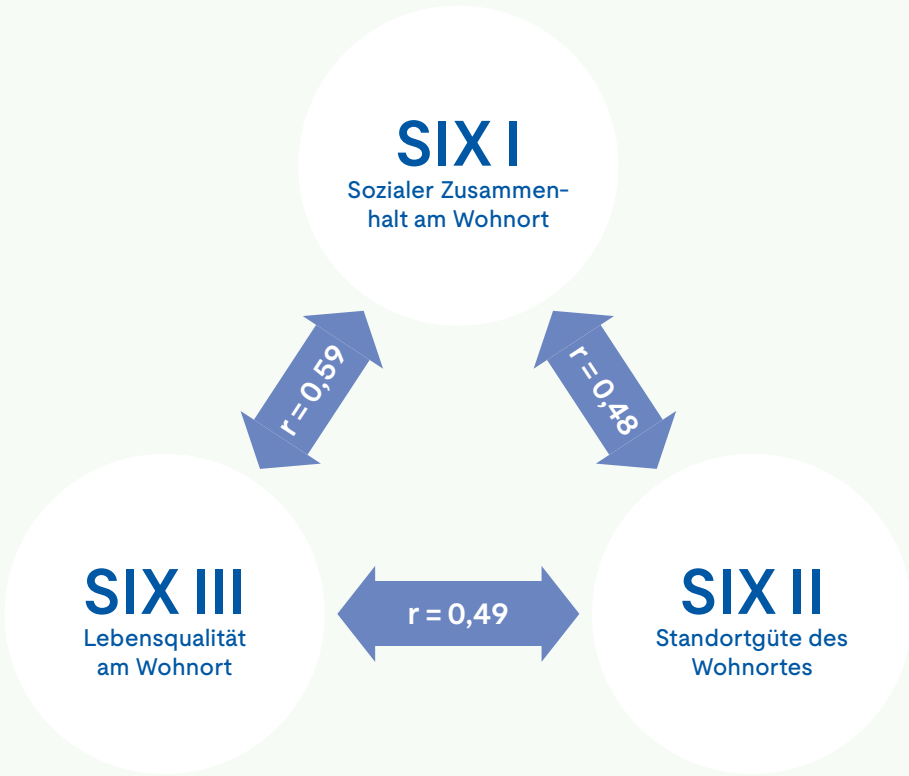 SIX I
Sozialer Zusammen-
halt am Wohnort
r = 0,59
r = 0,48
SIX III
Lebensqualität
am Wohnort
r = 0,49
SIX II
Standortgüte des
Wohnortes